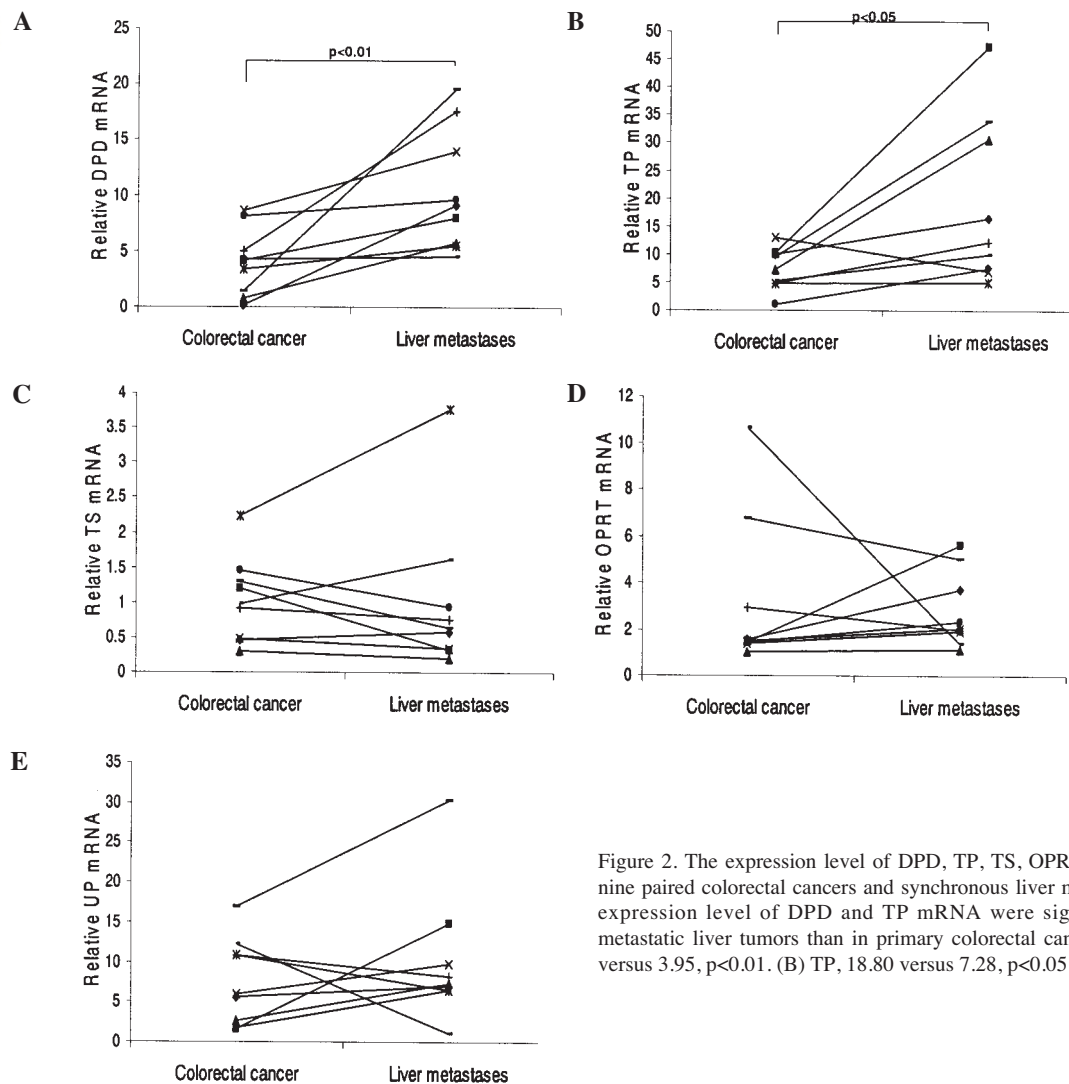 A
Relative DPD mRNA
25
20
15
10
5
0
p<0.01
Colorectal cancer
Liver metastases
B
Relative TP mRNA
50
45
40
35
30
25
20
15
10
5
0
p<0.05
Colorectal cancer
Liver metastases
C
Relative TS mRNA
4
3.5
3
2.5
2
1.5
1
0.5
0
Colorectal cancer
Liver metastases
D
Relative OPRT mRNA
12
10
8
6
4
2
0
Colorectal cancer
Liver metastases
E
Relative UP mRNA
35
30
25
20
15
10
5
0
Colorectal cancer
Liver metastases
Figure 2. The expression level of DPD, TP, TS, OPR
nine paired colorectal cancers and synchronous liver
expression level of DPD and TP mRNA were sig
metastatic liver tumors than in primary colorectal can
versus 3.95, p<0.01. (B) TP, 18.80 versus 7.28, p<0.05